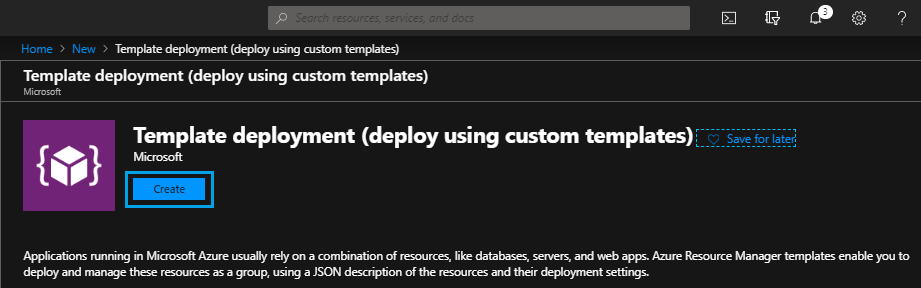 Search resources, services, and docs
3
Home > New > Template deployment (deploy using custom templates)
Template deployment (deploy using custom templates)
Microsoft
Template deployment (deploy using custom templates) Save for later
Microsoft
Create
Applications running in Microsoft Azure usually rely on a combination of resources, like databases, servers, and web apps. Azure Resource Manager templates enable you to
deploy and manage these resources as a group, using a JSON description of the resources and their deployment settings.